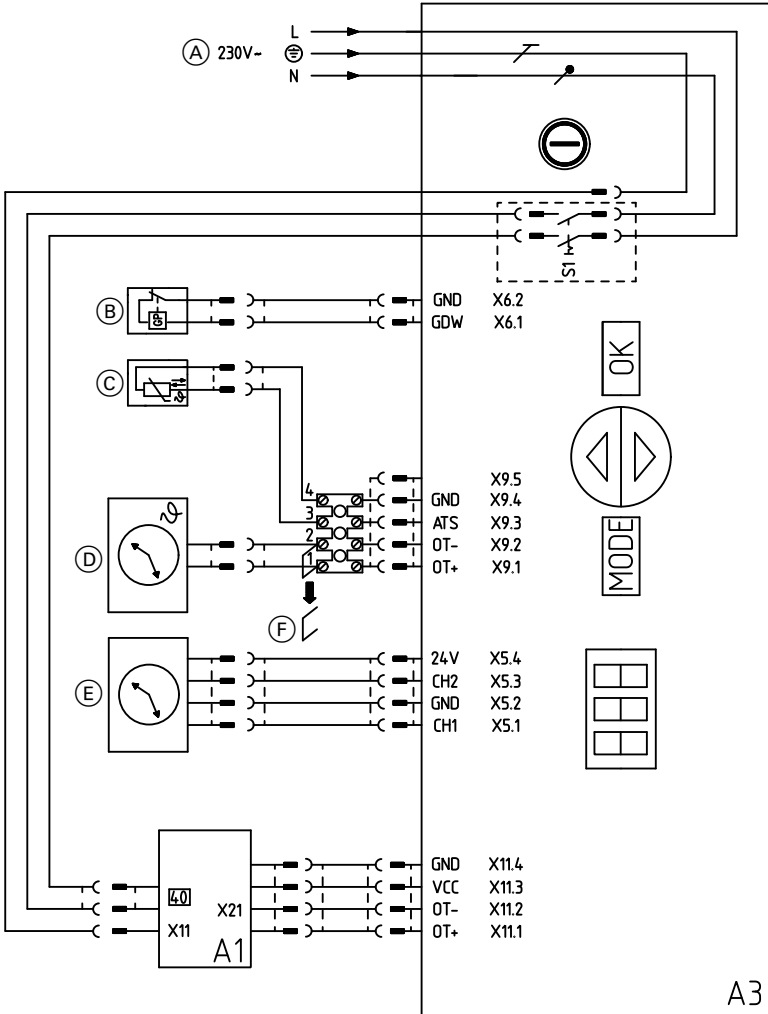 L
A 230V~
N
S1
B GP GND X6.2
GDW X6.1
OK
C ϑ
X9.5
4 GND X9.4
3 ATS X9.3
D ϑ 2 OT- X9.2
1 OT+ X9.1
MODE
F
24V X5.4
E CH2 X5.3
GND X5.2
CH1 X5.1
GND X11.4
40 VCC X11.3
X21 OT- X11.2
X11 OT+ X11.1
A1
A3